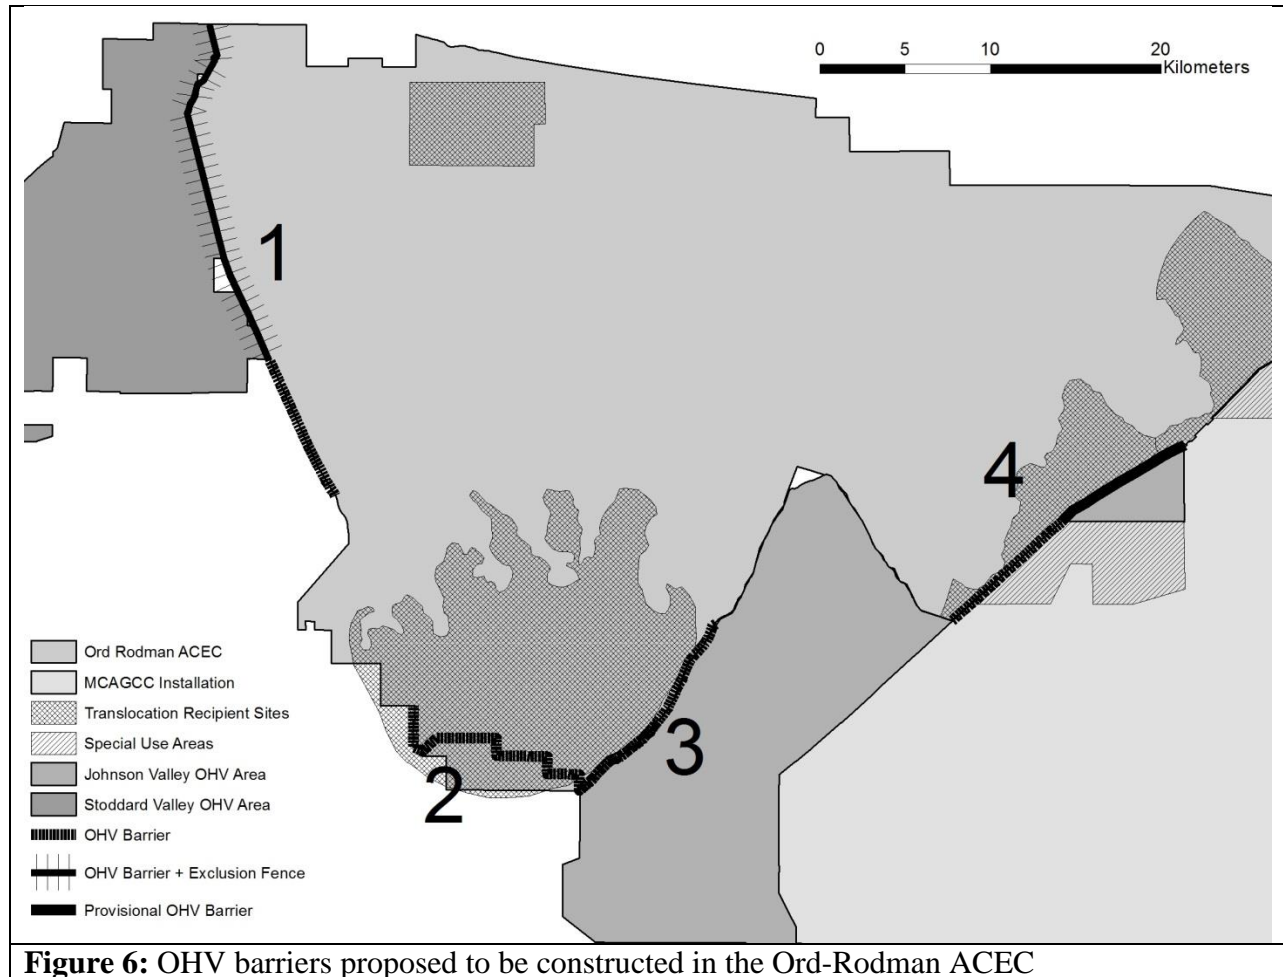 0 5 10 20
Kilometers
1
4
3
2
Ord Rodman ACEC
MCAGCC Installation
Translocation Recipient Sites
Special Use Areas
Johnson Valley OHV Area
Stoddard Valley OHV Area
OHV Barrier
OHV Barrier + Exclusion Fence
Provisional OHV Barrier
Figure 6: OHV barriers proposed to be constructed in the Ord-Rodman ACEC